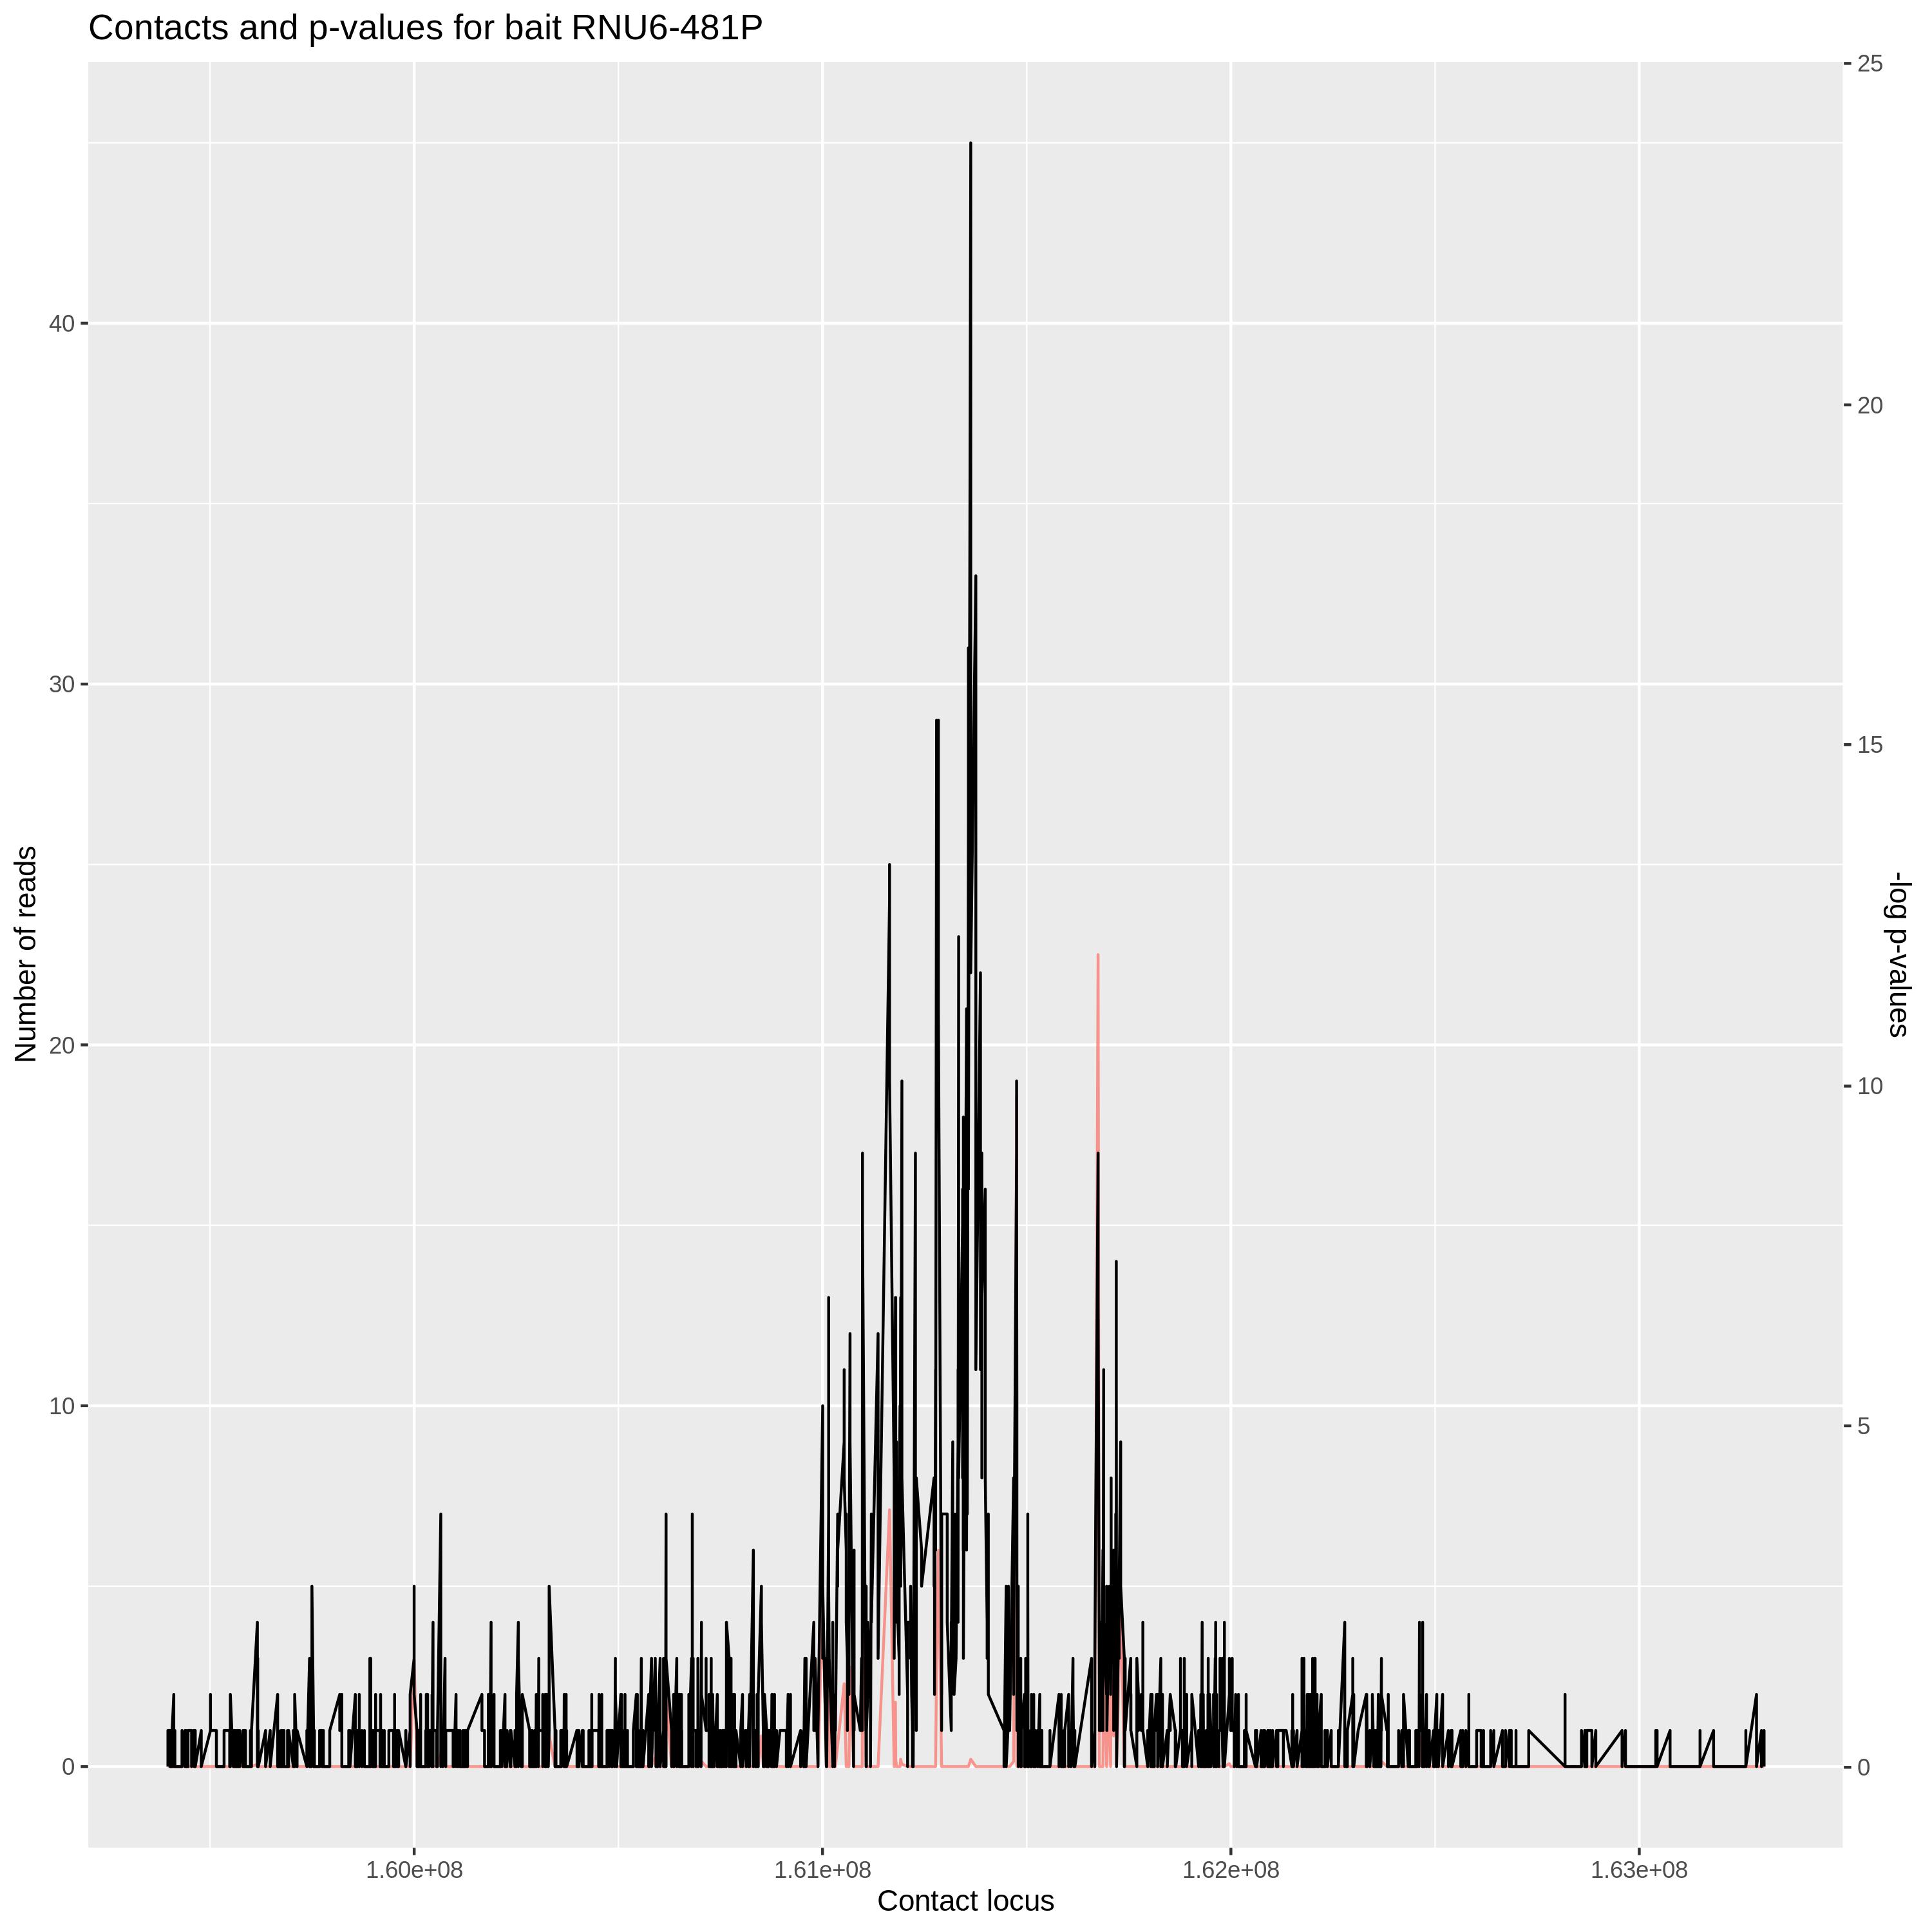 Contacts and p-values for bait RNU6-481P
Number of reads
40
30
20
10
0
25
20
15
10
5
0
-log p-values
1.60e+08 1.61e+08 1.62e+08 1.63e+08
Contact locus